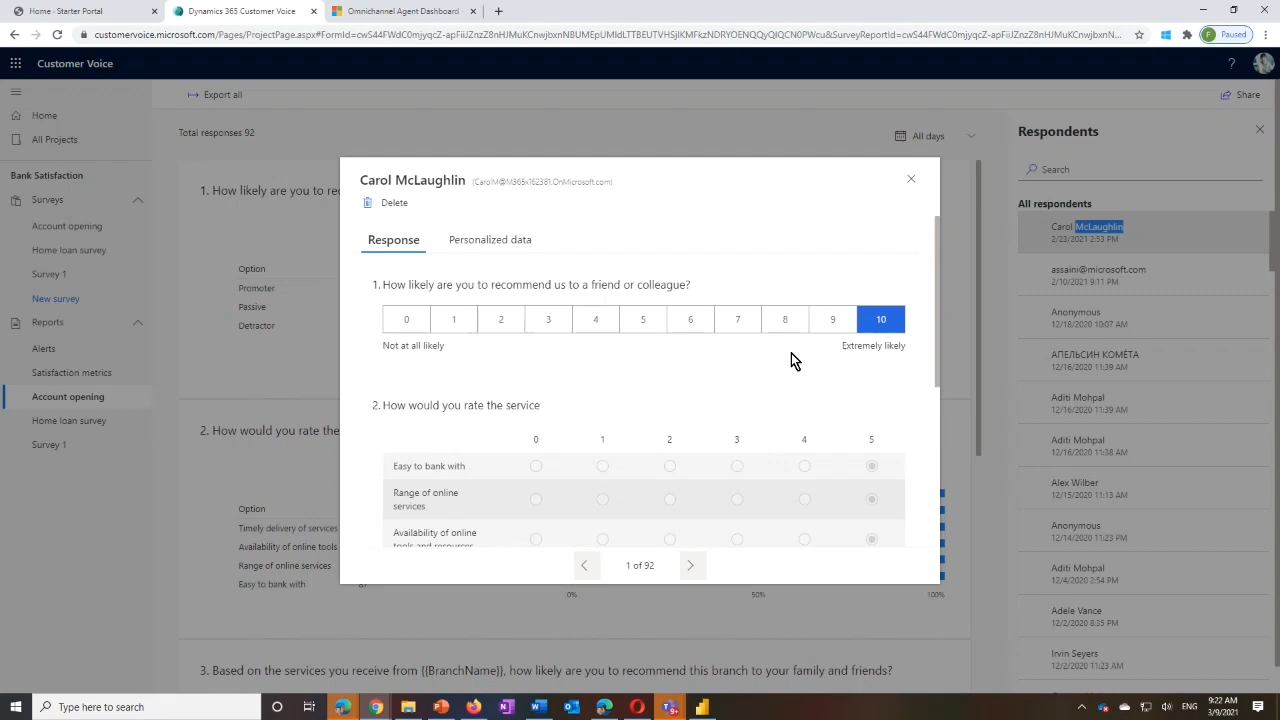 Home - Starter Portal
Dynamics 365 Customer Voice
Omnichannel Agent Dashboard -
Paused
Customer Voice
?
Export all
Share
Home
All Projects
Total responses 92
All days
Respondents
Search
Bank Satisfaction
Surveys
Account opening
Home loan survey
Survey 1
New survey
Reports
Alerts
Satisfaction metrics
Account opening
Home loan survey
Survey 1
1. How likely are you to re
Option
Promoter
Passive
Detractor
2. How would you rate the
Option
Timely delivery of services
Availability of online tools
Range of online services
Easy to bank with
0%
50%
100%
3. Based on the services you receive from {{BranchName}}, how likely are you to recommend this branch to your family and friends?
Carol McLaughlin (CarolM@M365x162381.OnMicrosoft.com)
Delete
Response
Personalized data
1. How likely are you to recommend us to a friend or colleague?
0 1 2 3 4 5 6 7 8 9 10
Not at all likely
Extremely likely
2. How would you rate the service
0 1 2 3 4 5
Easy to bank with
Range of online
services
Availability of online
tools and resources
1 of 92
All respondents
Carol McLaughlin
2/23/2021 2:53 PM
assaini@microsoft.com
2/10/2021 9:11 PM
Anonymous
12/18/2020 10:07 AM
АПЕЛЬСИН КОМЁТА
12/16/2020 11:39 AM
Aditi Mohpal
12/16/2020 11:39 AM
Aditi Mohpal
12/16/2020 11:38 AM
Alex Wilber
12/15/2020 11:13 AM
Anonymous
12/14/2020 11:23 PM
Aditi Mohpal
12/4/2020 2:54 PM
Adele Vance
12/2/2020 8:35 PM
Irvin Seyers
12/2/2020 11:23 AM
Type here to search
ENG
9:22 AM
3/9/2021